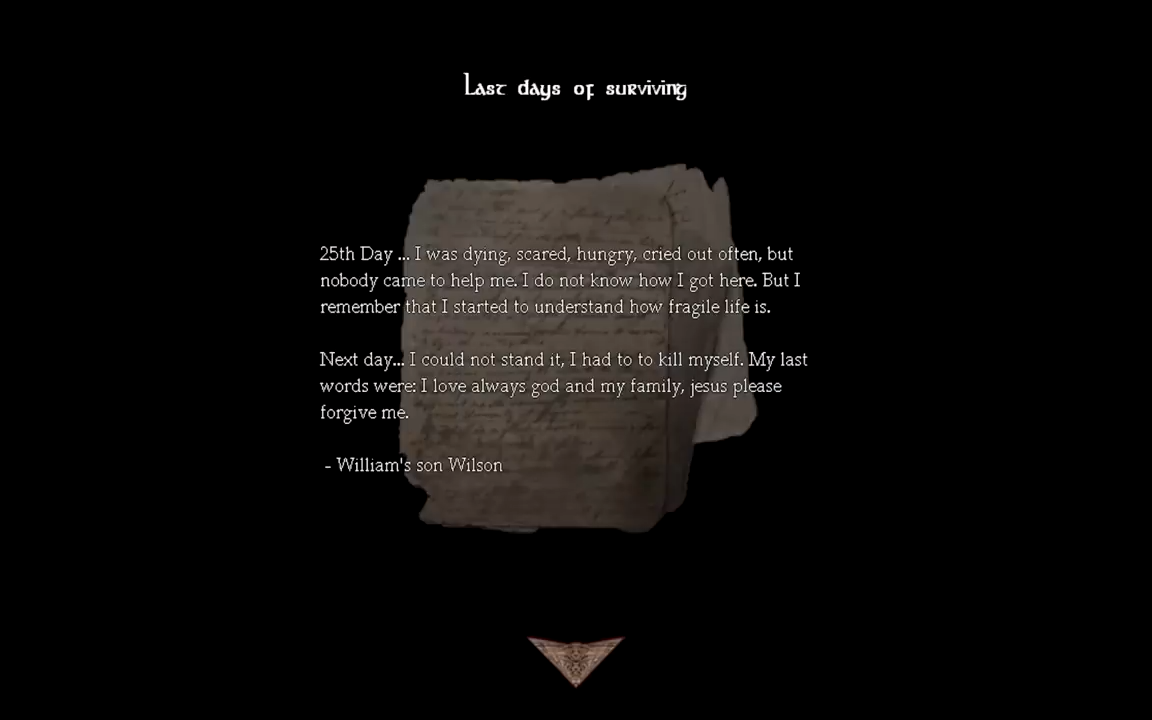 Last days of surviving
25th Day ... I was dying, scared, hungry, cried out often, but
nobody came to help me. I do not know how I got here. But I
remember that I started to understand how fragile life is.
Next day... I could not stand it, I had to to kill myself. My last
words were: I love always god and my family, jesus please
forgive me.
- William's son Wilson